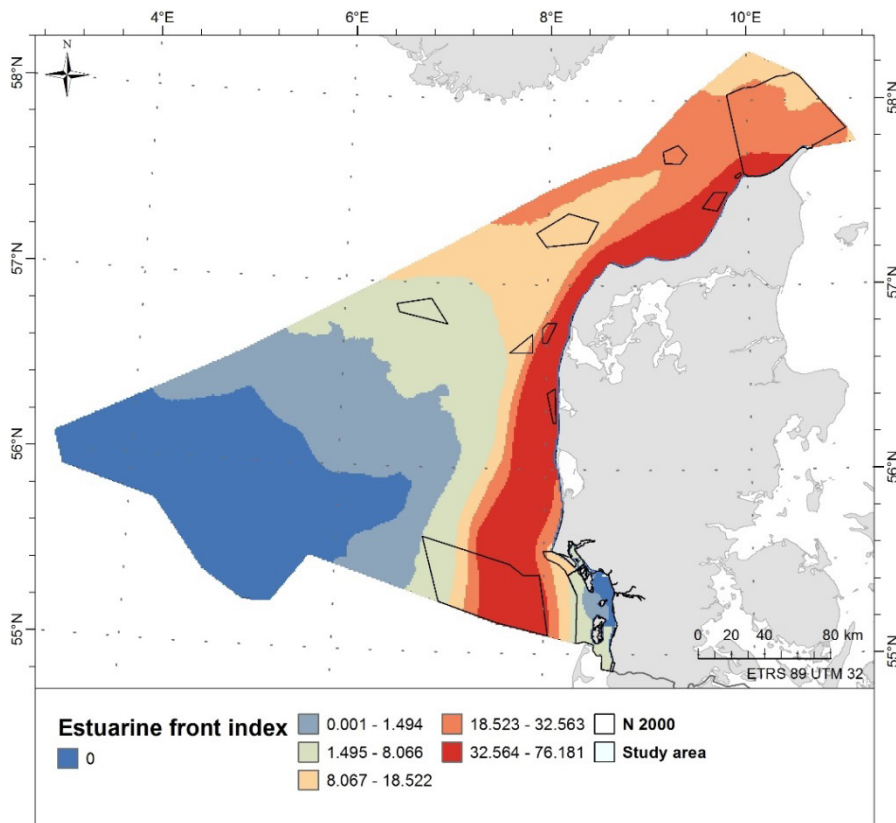 4°E 6°E 8°E 10°E
N
58°N 58°N
57°N 57°N
56°N 56°N
55°N 55°N
0 20 40 80 km
ETRS 89 UTM 32
Estuarine front index
0
0.001 - 1.494
1.495 - 8.066
8.067 - 18.522
18.523 - 32.563
32.564 - 76.181
N 2000
Study area